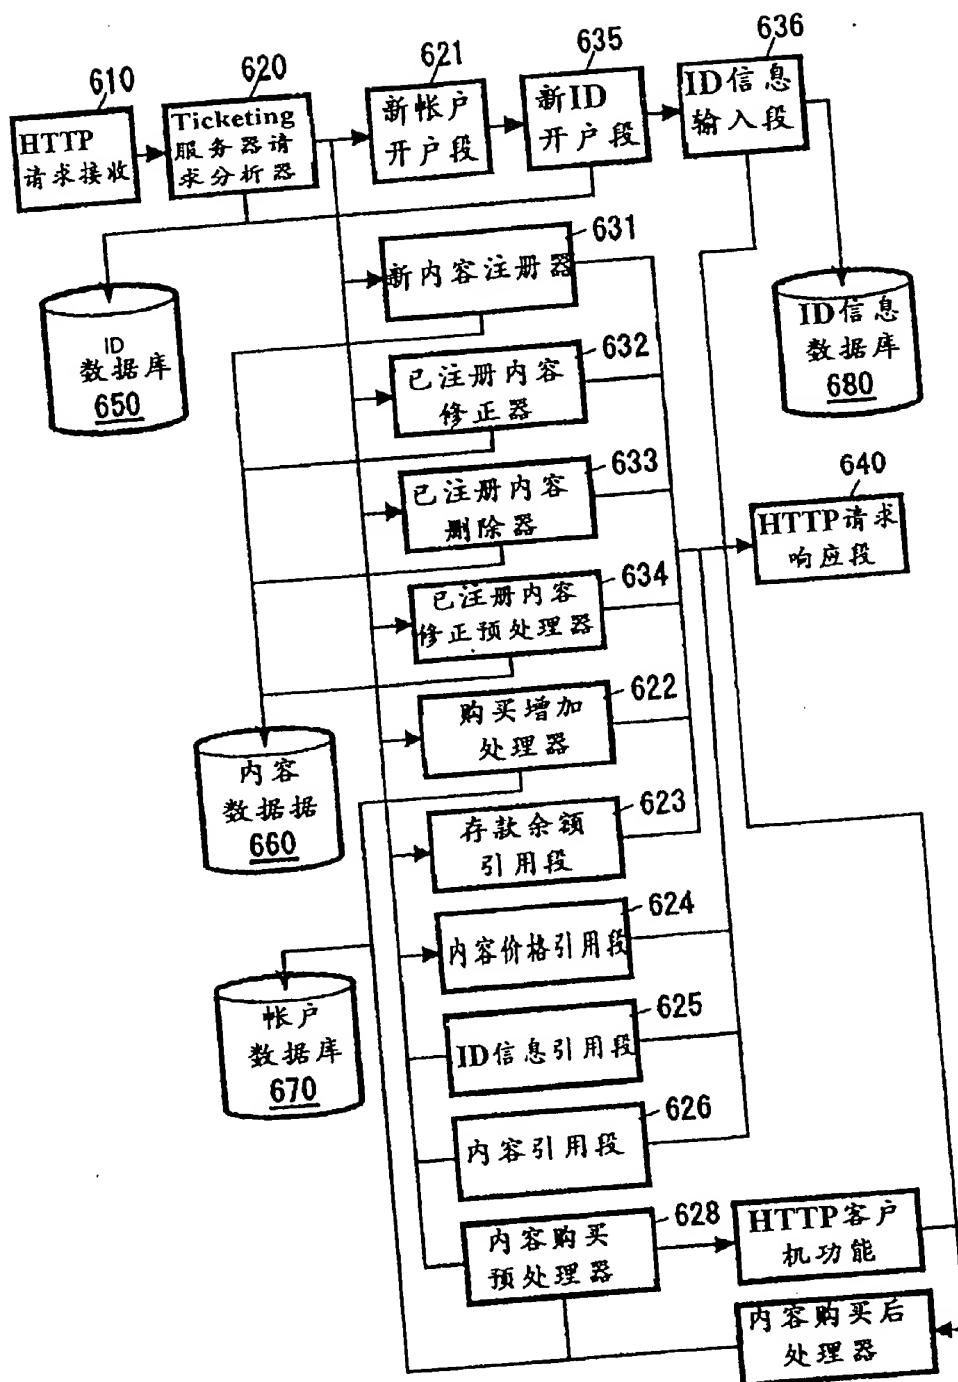 610
HTTP
请求接收
620
Ticketing
服务器请
求分析器
621
新帐户
开户段
635
新ID
开户段
636
ID信息
输入段
631
新内容注册器
ID
数据库
650
632
已注册内容
修正器
ID信息
数据库
680
633
已注册内容
删除器
640
HTTP请求
响应段
634
已注册内容
修正预处理器
622
购买增加
处理器
内容
数据据
660
623
存款余额
引用段
624
内容价格引用段
帐户
数据库
670
625
ID信息引用段
626
内容引用段
628
内容购买
预处理器
HTTP客户
机功能
内容购买后
处理器